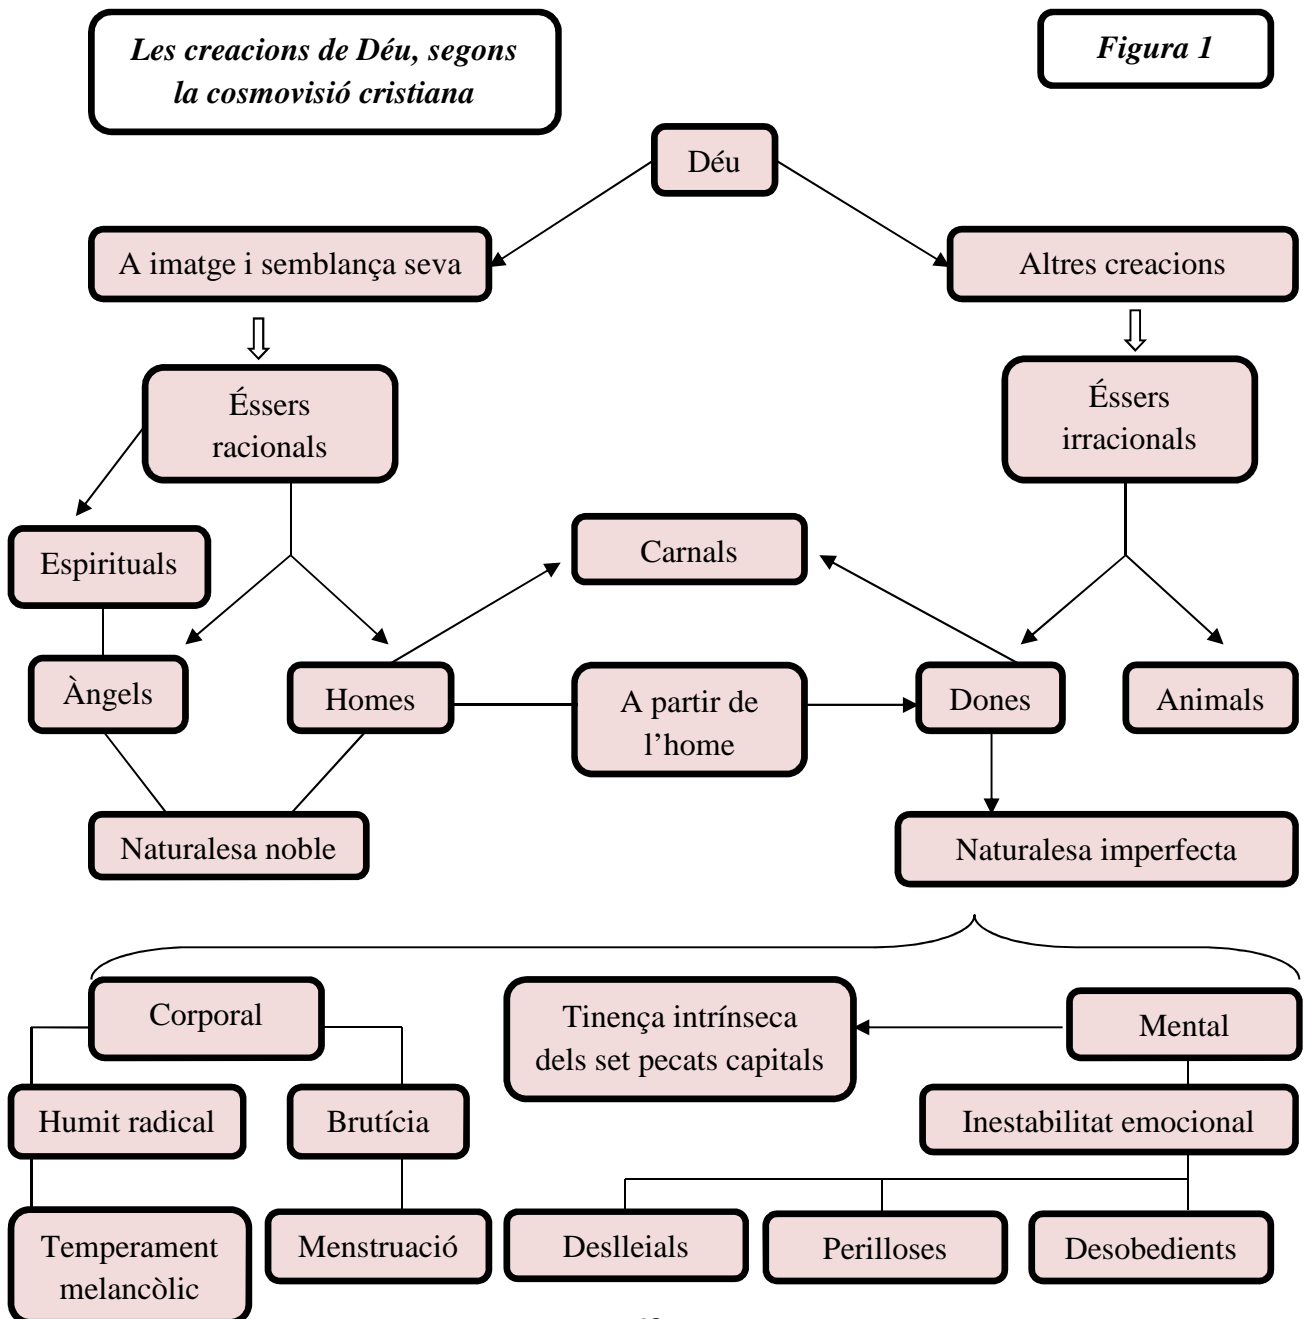 Les creacions de Déu, segons
la cosmovisió cristiana
Figura 1
Déu
A imatge i semblança seva
Altres creacions
Éssers
racionals
Éssers
irracionals
Espirituals
Carnals
Àngels
Homes
A partir de
l’home
Dones
Animals
Naturalesa noble
Naturalesa imperfecta
Corporal
Tinença intrínseca
dels set pecats capitals
Mental
Humit radical
Brutícia
Inestabilitat emocional
Temperament
melancòlic
Menstruació
Deslleials
Perilloses
Desobedients